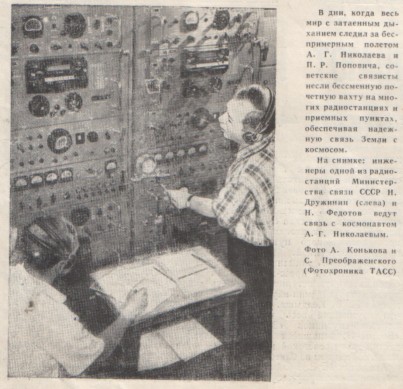 В дни, когда весь
мир с затаенным ды-
ханием следил за бес-
примерным полетом
А. Г. Николаева и
П. Р. Поповича, со-
ветские связисты
несли бессменную по-
четную вахту на мно-
гих радиостанциях и
приемных пунктах,
обеспечивая надеж-
ную связь Земли с
космосом.
На снимке: инже-
неры одной из радио-
станций Министер-
ства связи СССР И.
Дружинин (слева) и
Н. Федотов ведут
связь с космонавтом
А. Г. Николаевым.
Фото А. Конькова и
С. Преображенского
(Фотохроника ТАСС)